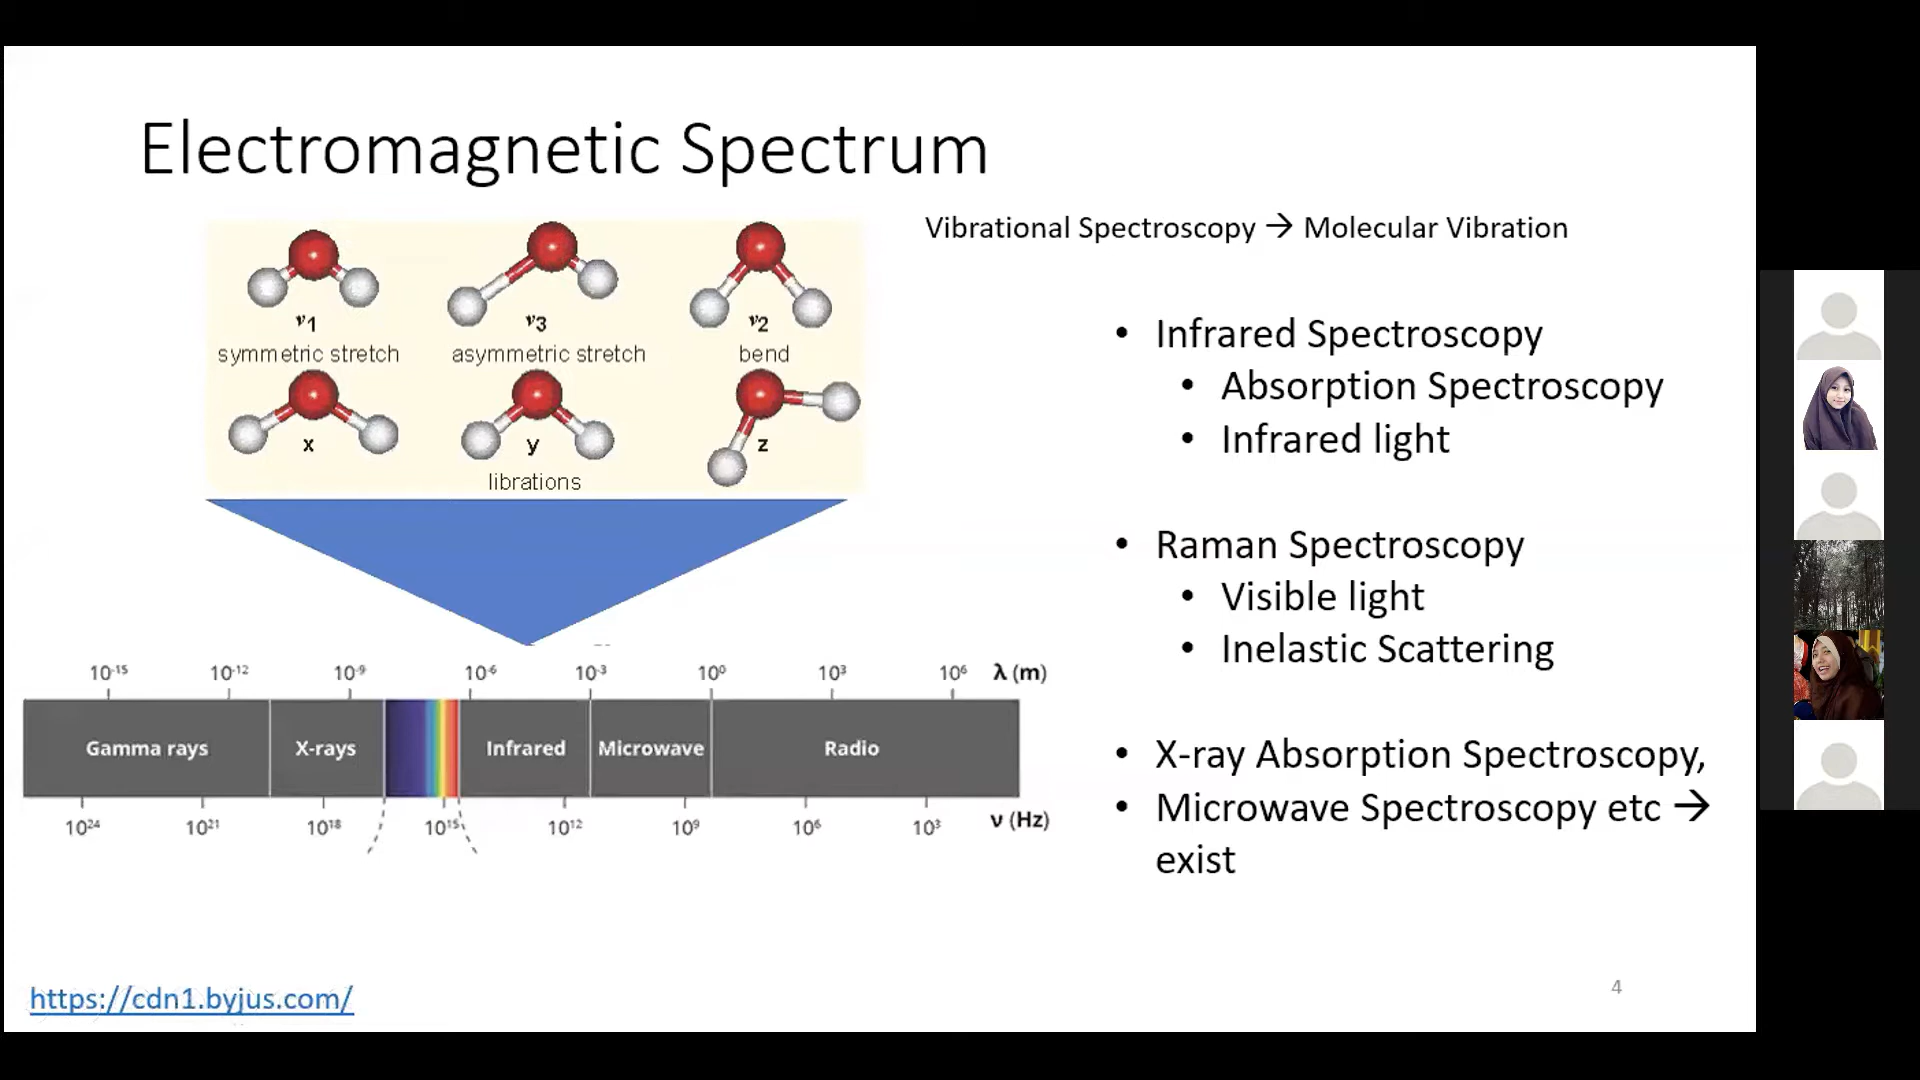 Electromagnetic Spectrum
Vibrational Spectroscopy → Molecular Vibration
ν1
ν3
ν2
symmetric stretch
asymmetric stretch
bend
x
y
z
librations
• Infrared Spectroscopy
• Absorption Spectroscopy
• Infrared light
• Raman Spectroscopy
• Visible light
• Inelastic Scattering
• X-ray Absorption Spectroscopy,
• Microwave Spectroscopy etc →
exist
10⁻¹⁵ 10⁻¹² 10⁻⁹ 10⁻⁶ 10⁻³ 10⁰ 10³ 10⁶ λ (m)
Gamma rays X-rays Infrared Microwave Radio
10²⁴ 10²¹ 10¹⁸ 10¹⁵ 10¹² 10⁹ 10⁶ 10³ ν (Hz)
https://cdn1.byjus.com/
4